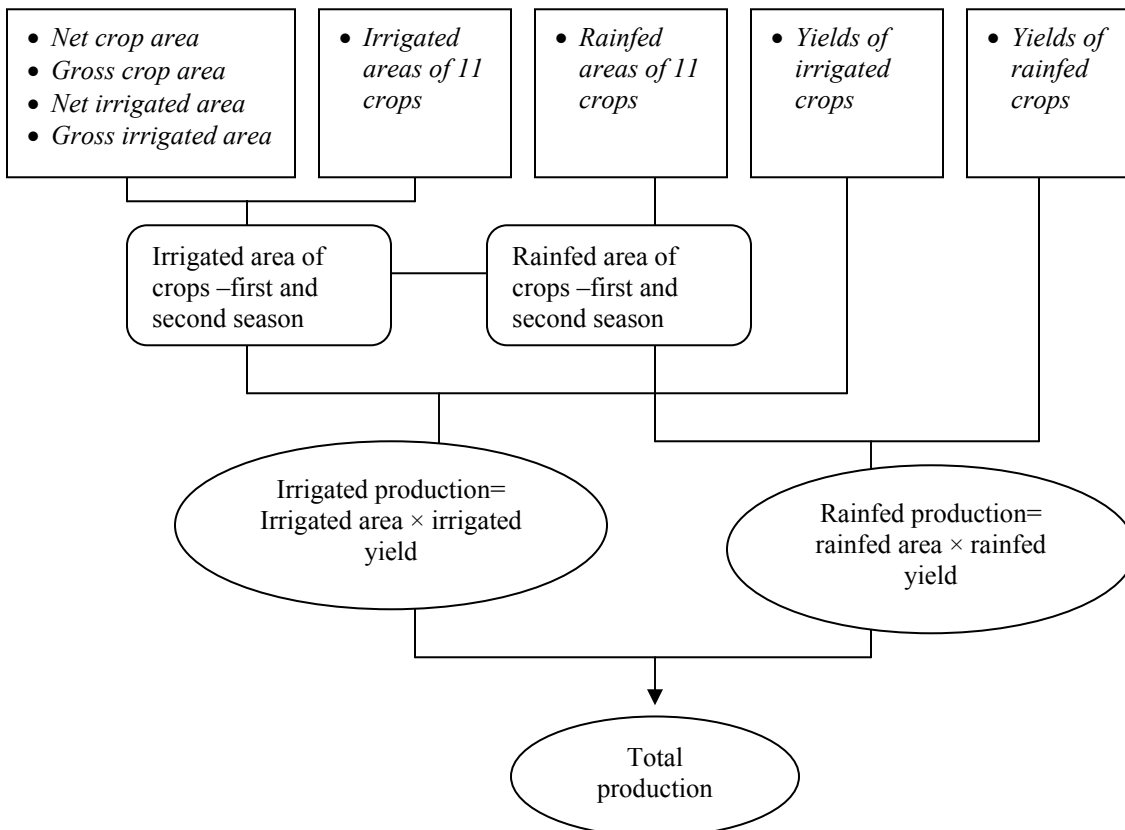 • Net crop area
• Gross crop area
• Net irrigated area
• Gross irrigated area
• Irrigated
areas of 11
crops
• Rainfed
areas of 11
crops
• Yields of
irrigated
crops
• Yields of
rainfed
crops
Irrigated area of
crops –first and
second season
Rainfed area of
crops –first and
second season
Irrigated production=
Irrigated area × irrigated
yield
Rainfed production=
rainfed area × rainfed
yield
Total
production